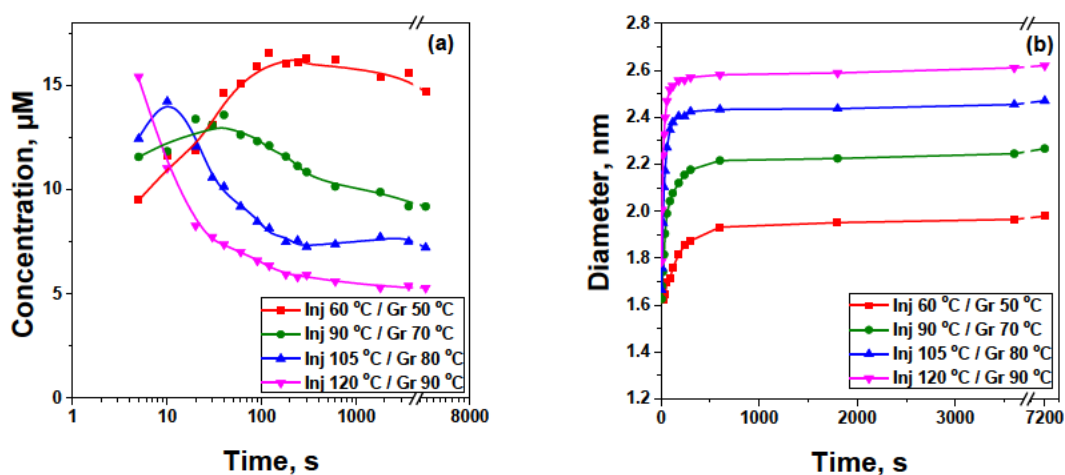 (a)
Concentration, µM
15
10
5
0
1
10
100
1000
8000
Time, s
Inj 60 °C / Gr 50 °C
Inj 90 °C / Gr 70 °C
Inj 105 °C / Gr 80 °C
Inj 120 °C / Gr 90 °C
(b)
Diameter, nm
2.8
2.6
2.4
2.2
2.0
1.8
1.6
1.4
1.2
0
1000
2000
3000
7200
Time, s
Inj 60 °C / Gr 50 °C
Inj 90 °C / Gr 70 °C
Inj 105 °C / Gr 80 °C
Inj 120 °C / Gr 90 °C